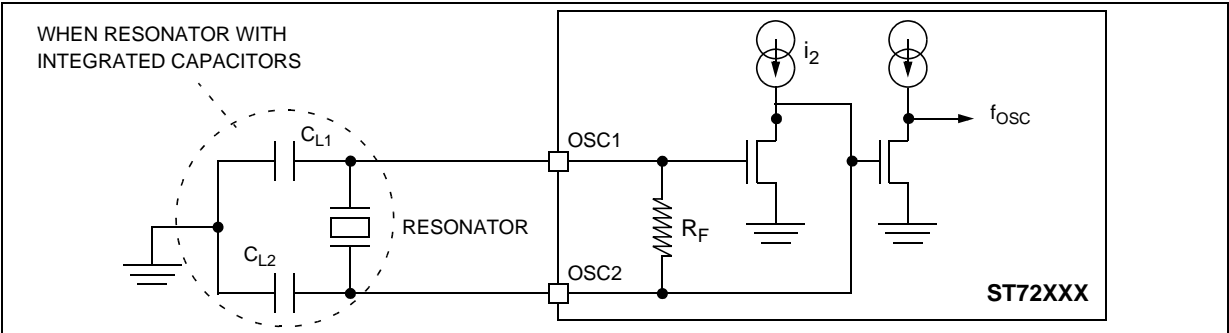 WHEN RESONATOR WITH
INTEGRATED CAPACITORS
CL1
OSC1
i2
fOSC
RESONATOR
RF
CL2
OSC2
ST72XXX